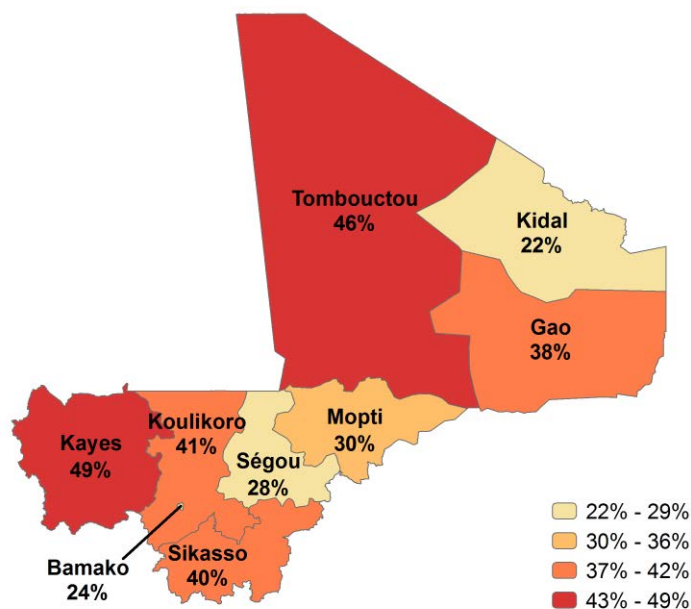 Tombouctou
46%
Kidal
22%
Gao
38%
Mopti
30%
Koulikoro
41%
Kayes
49%
Ségou
28%
Bamako
24%
Sikasso
40%
22% - 29%
30% - 36%
37% - 42%
43% - 49%